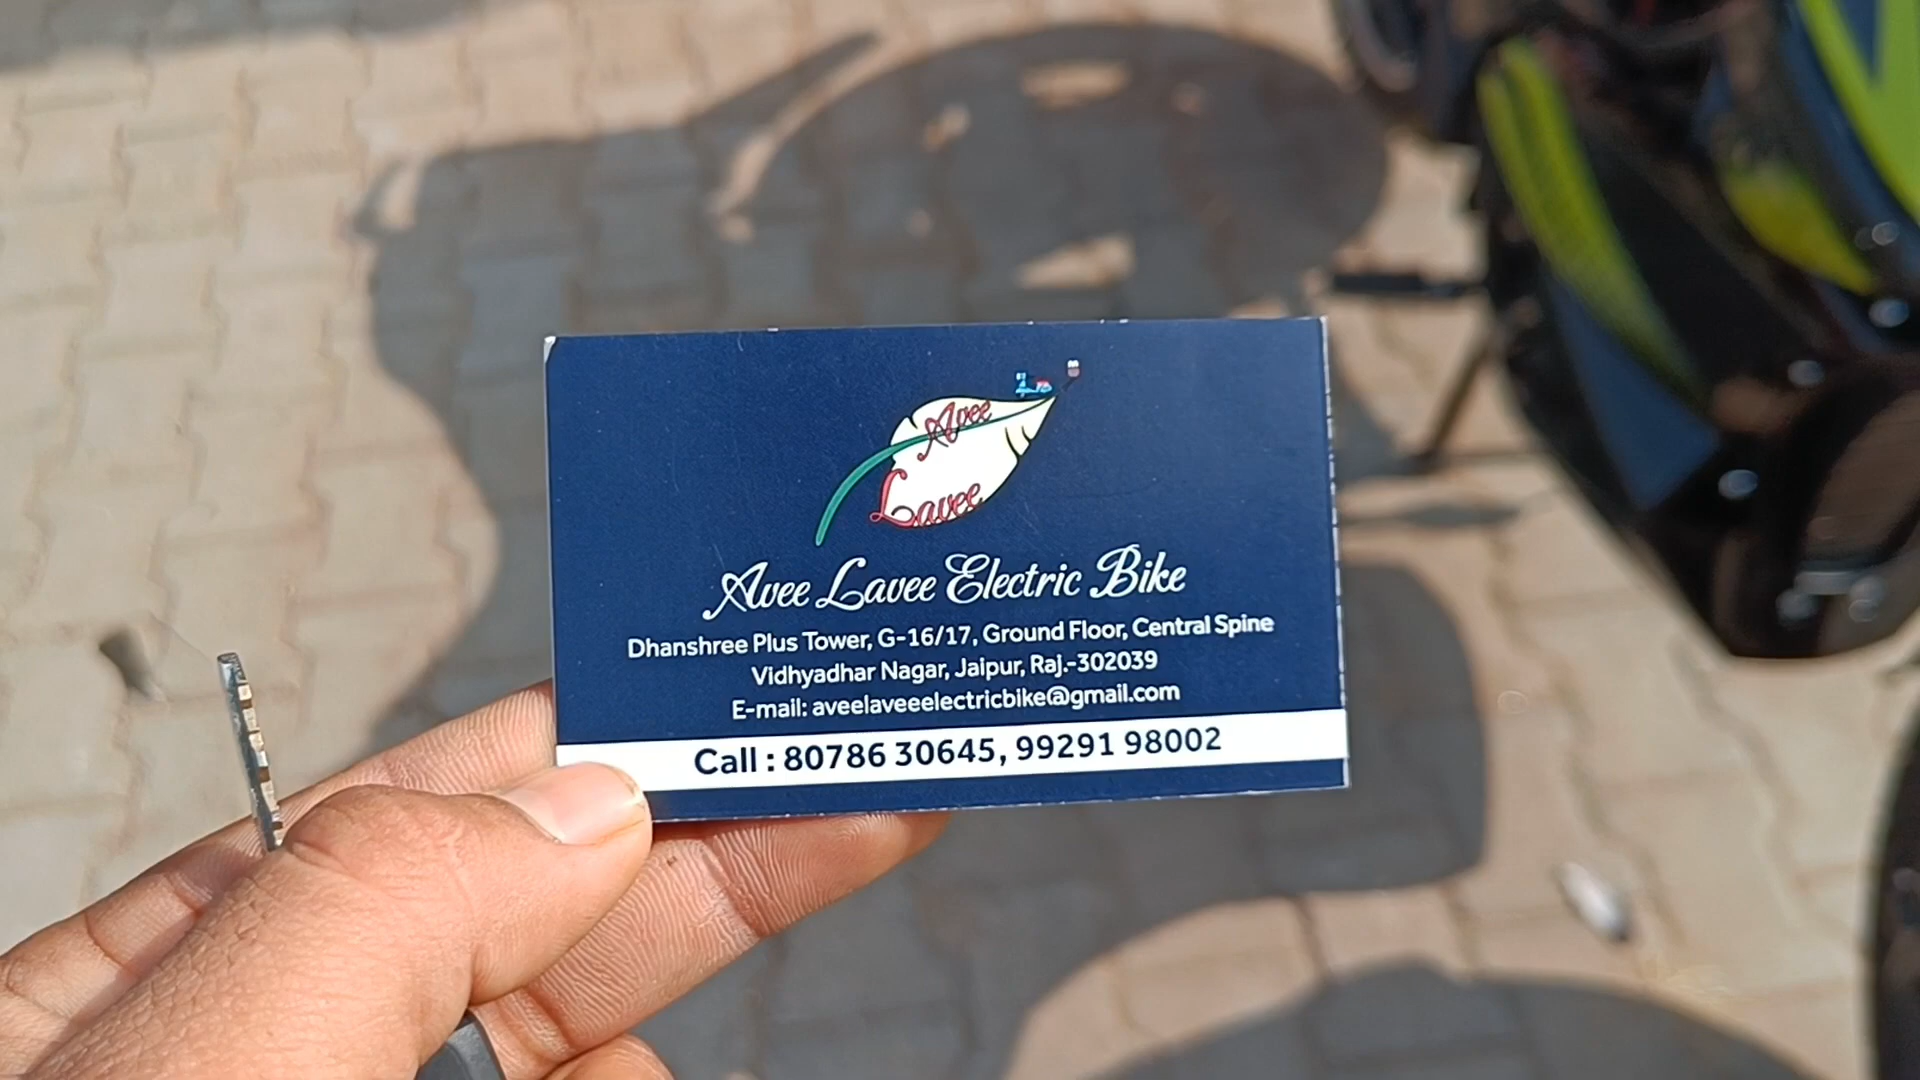 Avee
Lavee
Avee Lavee Electric Bike
Dhanshree Plus Tower, G-16/17, Ground Floor, Central Spine
Vidhyadhar Nagar, Jaipur, Raj.-302039
E-mail: aveelaveeelectricbike@gmail.com
Call : 80786 30645, 99291 98002